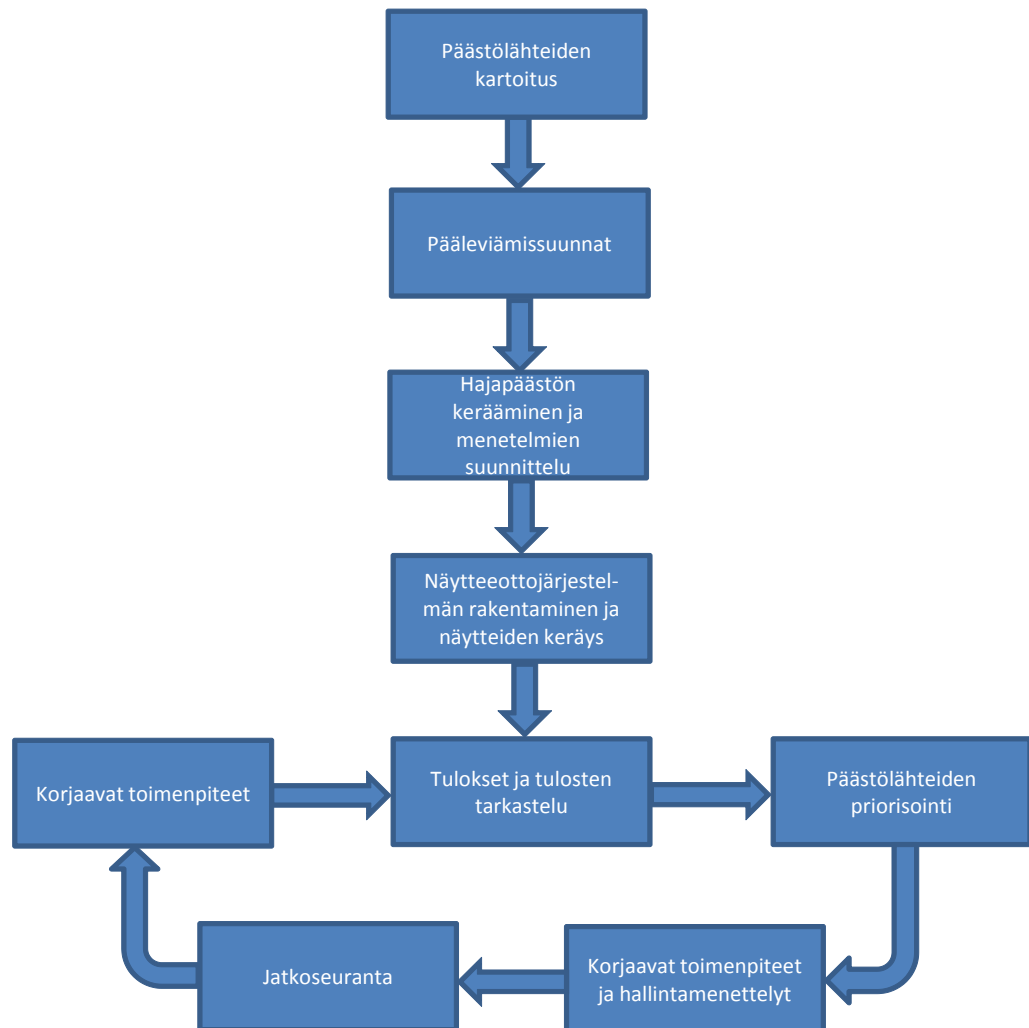 Päästölähteiden
kartoitus
Pääleviämissuunnat
Hajapäästön
kerääminen ja
menetelmien
suunnittelu
Näytteeottojärjestel-
män rakentaminen ja
näytteiden keräys
Korjaavat toimenpiteet
Tulokset ja tulosten
tarkastelu
Päästölähteiden
priorisointi
Jatkoseuranta
Korjaavat toimenpiteet
ja hallintamenettelyt